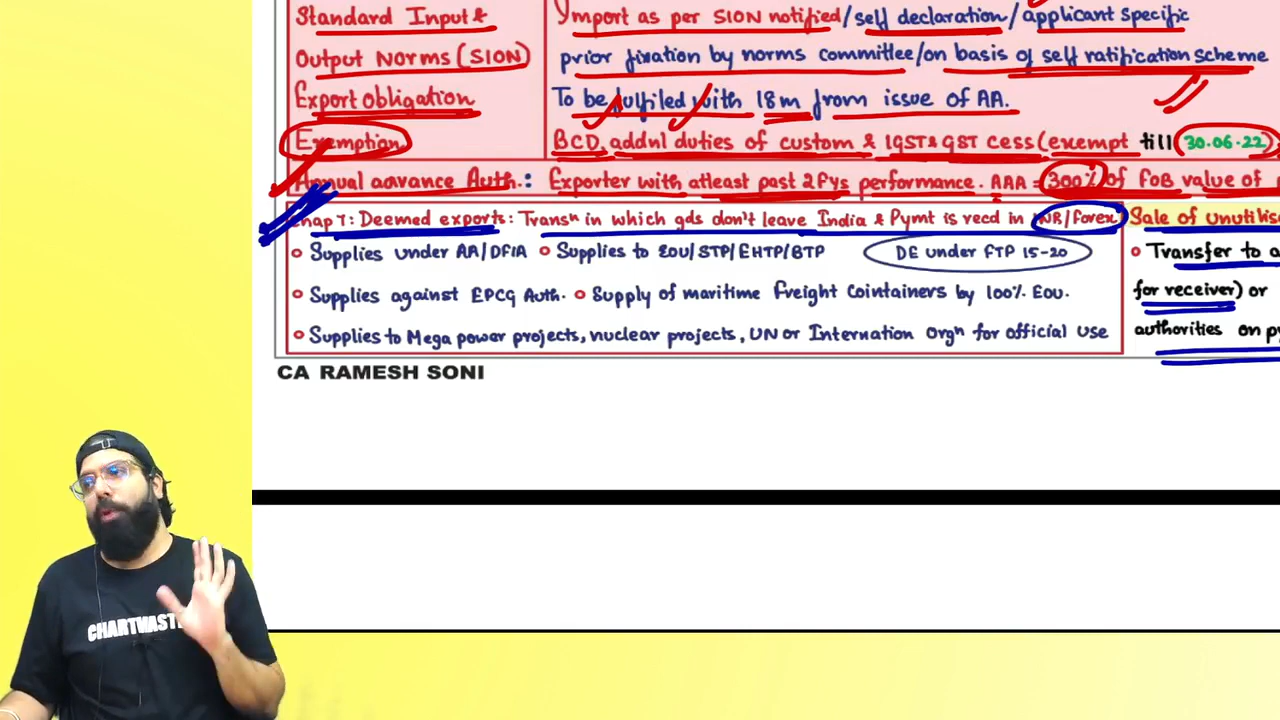 Standard Input & Import as per SION notified/self declaration/applicant specific
Output Norms (SION) prior fixation by norms committee/on basis of self ratification scheme
Export obligation To be fulfiled with 18m from issue of AA.
Exemption BCD, addnl duties of custom & IGST & GST cess (exempt till 30.06.22)
Annual advance Auth.: Exporter with atleast past 2Fys performance. AAA = 300% of FOB value of
Chap 7: Deemed exports: Transn in which gds don't leave India & Pymt is recd in INR/Forex
Supplies under AA/DFIA Supplies to EOU/STP/EHTP/BTP DE under FTP 15-20
Supplies against EPCG Auth. Supply of maritime freight Cointainers by 100% EOU.
Supplies to Mega power projects, nuclear projects, UN or Internation Orgn for official use
Sale of unutilis
Transfer to a
for receiver) or
authorities on py
CA RAMESH SONI
CHARTMAST